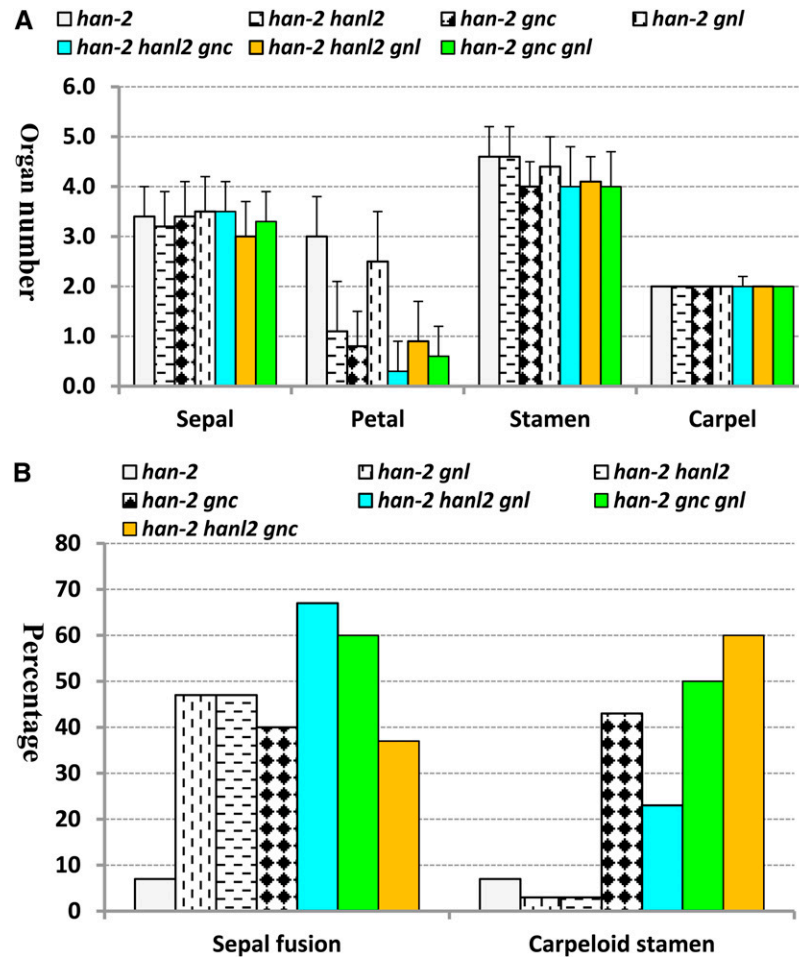 A
han-2 han-2 hanl2 han-2 gnc han-2 gnl
han-2 hanl2 gnc han-2 hanl2 gnl han-2 gnc gnl
Organ number
6.0
5.0
4.0
3.0
2.0
1.0
0.0
Sepal Petal Stamen Carpel
B
han-2 han-2 gnl han-2 hanl2
han-2 gnc han-2 hanl2 gnl han-2 gnc gnl
han-2 hanl2 gnc
Percentage
80
70
60
50
40
30
20
10
0
Sepal fusion Carpeloid stamen